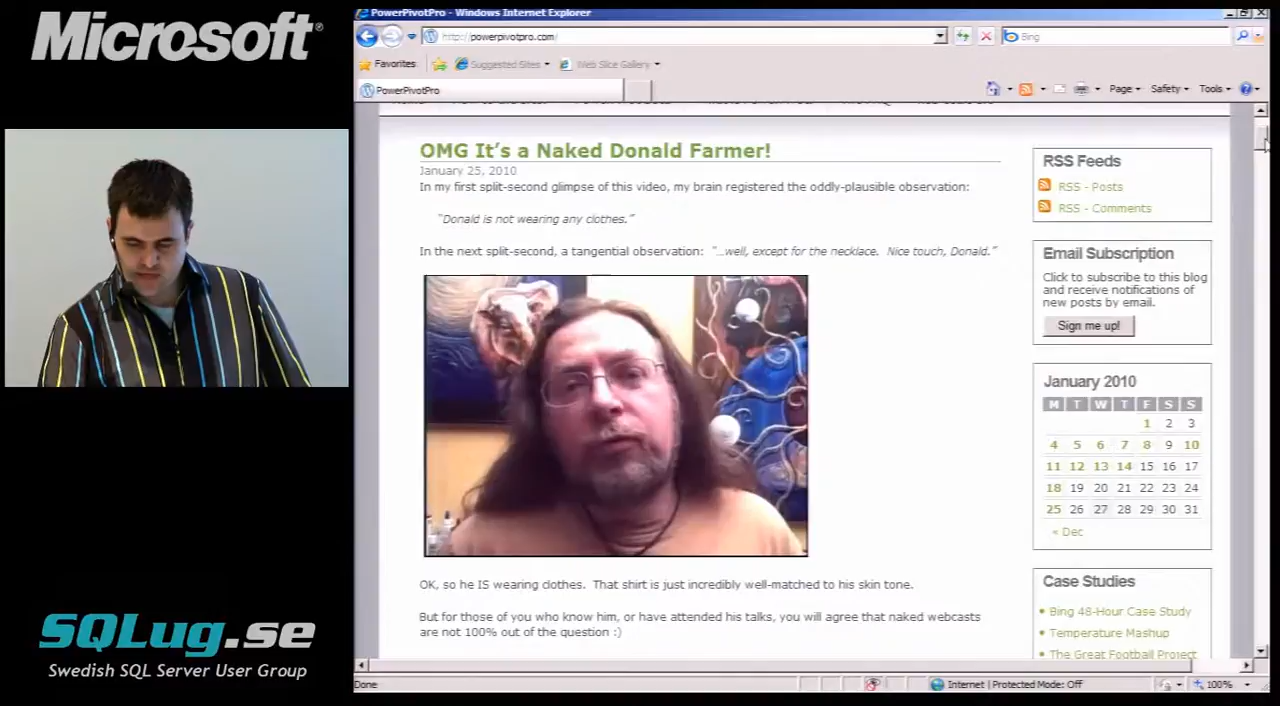 Microsoft
PowerPivotPro - Windows Internet Explorer
http://powerpivotpro.com/
Bing
Favorites
Suggested Sites
Web Slice Gallery
PowerPivotPro
Page
Safety
Tools
OMG It's a Naked Donald Farmer!
January 25, 2010
In my first split-second glimpse of this video, my brain registered the oddly-plausible observation:
"Donald is not wearing any clothes."
In the next split-second, a tangential observation: "…well, except for the necklace. Nice touch, Donald."
OK, so he IS wearing clothes. That shirt is just incredibly well-matched to his skin tone.
But for those of you who know him, or have attended his talks, you will agree that naked webcasts
are not 100% out of the question :)
RSS Feeds
RSS - Posts
RSS - Comments
Email Subscription
Click to subscribe to this blog
and receive notifications of
new posts by email.
Sign me up!
January 2010
M T W T F S S
1 2 3
4 5 6 7 8 9 10
11 12 13 14 15 16 17
18 19 20 21 22 23 24
25 26 27 28 29 30 31
« Dec
Case Studies
Bing 48-Hour Case Study
Temperature Mashup
The Great Football Project
Done
Internet | Protected Mode: Off
100%
SQLug.se
Swedish SQL Server User Group